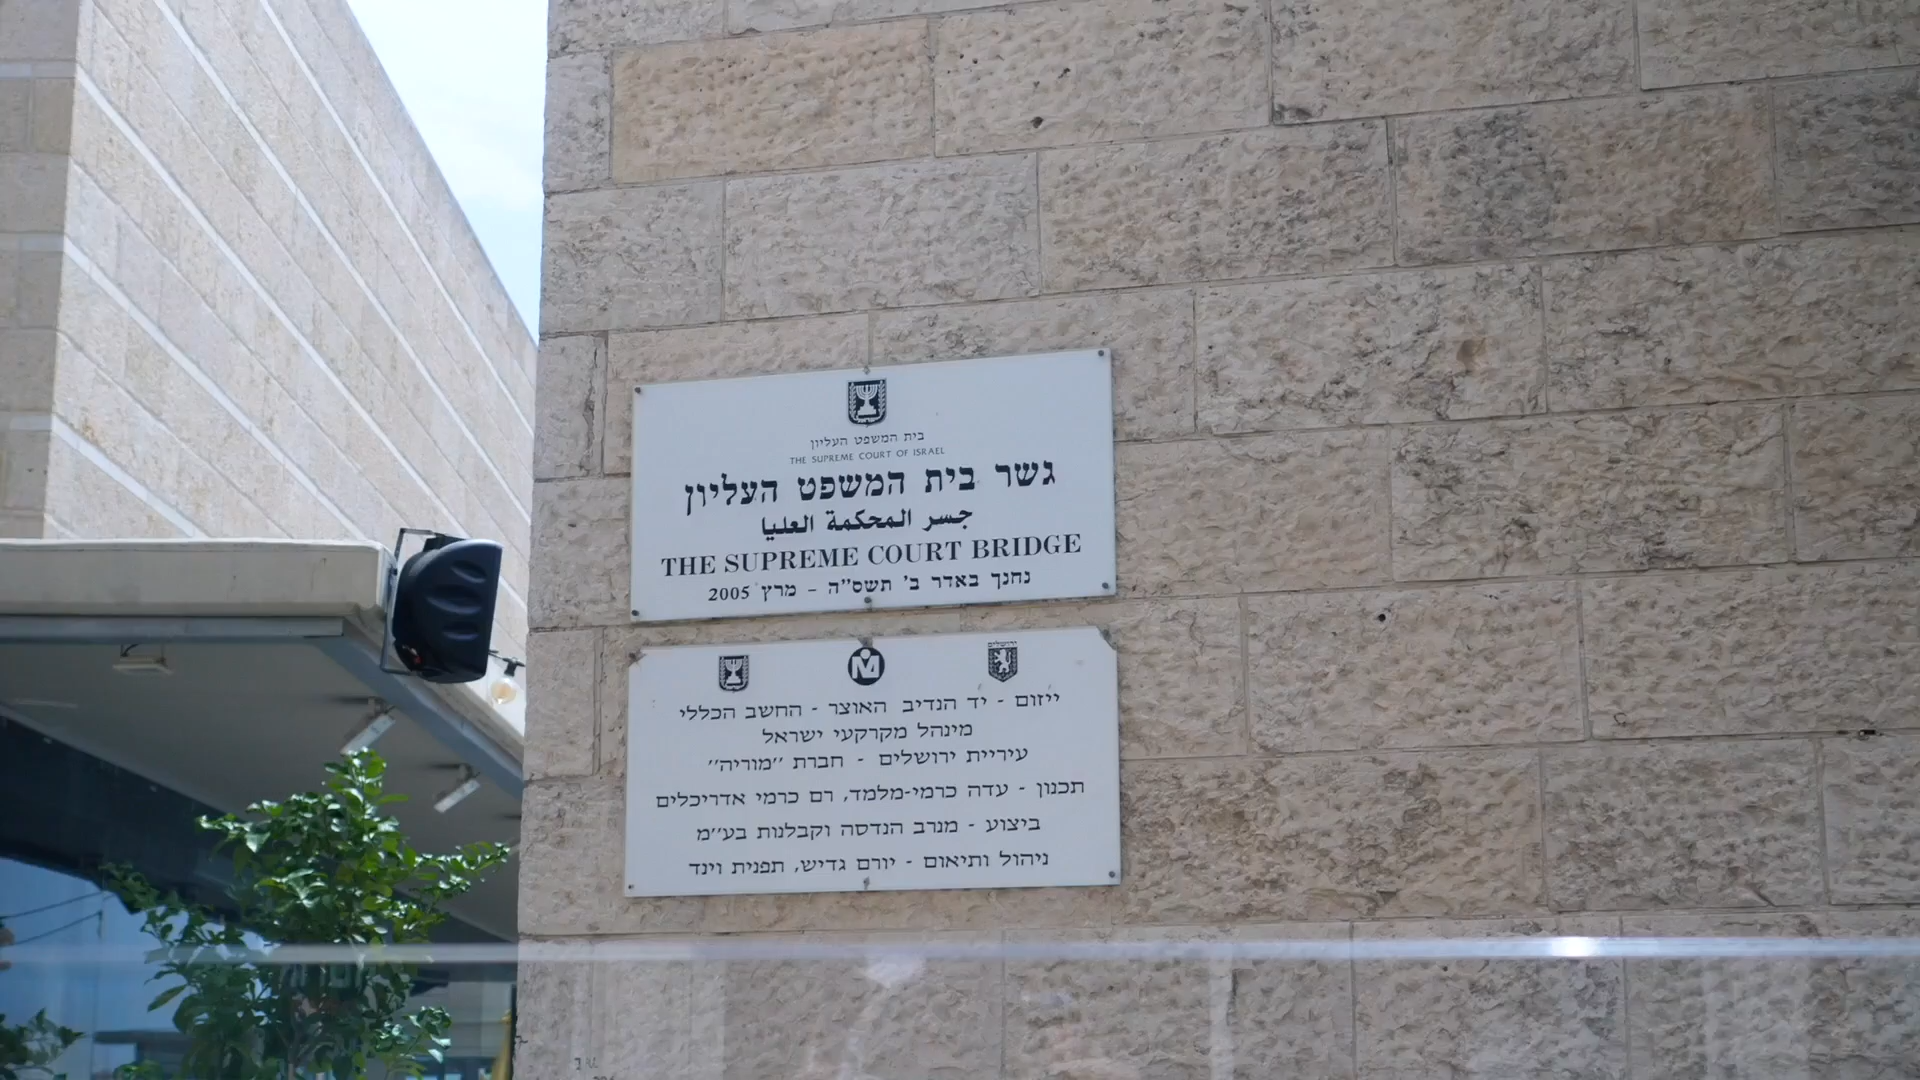 בית המשפט העליון
THE SUPREME COURT OF ISRAEL
גשר בית המשפט העליון
جسر المحكمة العليا
THE SUPREME COURT BRIDGE
נחנך באדר ב' תשס"ה - מרץ 2005
ירושלים
ייזום - יד הנדיב האוצר - החשב הכללי
מינהל מקרקעי ישראל
עיריית ירושלים - חברת "מוריה"
תכנון - עדה כרמי-מלמד, רם כרמי אדריכלים
ביצוע - מנרב הנדסה וקבלנות בע"מ
ניהול ותיאום - יורם גדיש, תפנית וינד